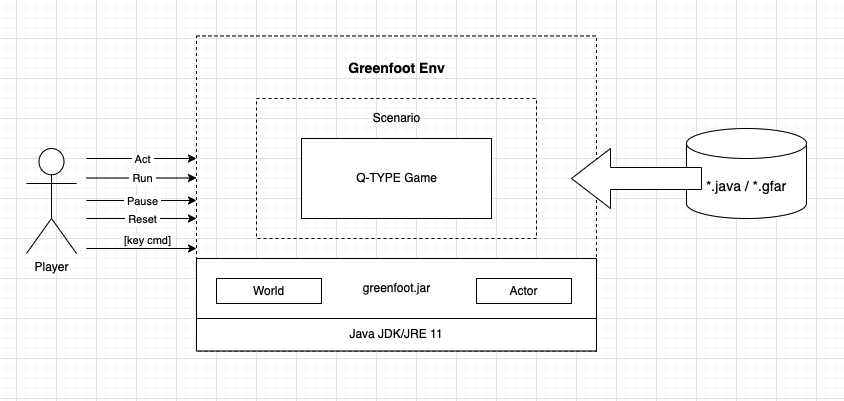 Greenfoot Env
Scenario
Q-TYPE Game
Act
Run
Pause
Reset
[key cmd]
Player
*.java / *.gfar
World
greenfoot.jar
Actor
Java JDK/JRE 11